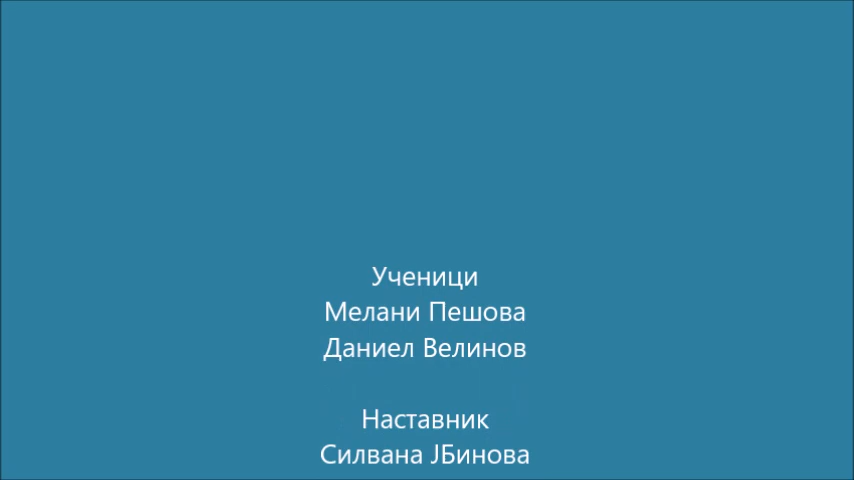 Ученици
Мелани Пешова
Даниел Велинов
Наставник
Силвана ЈБинова